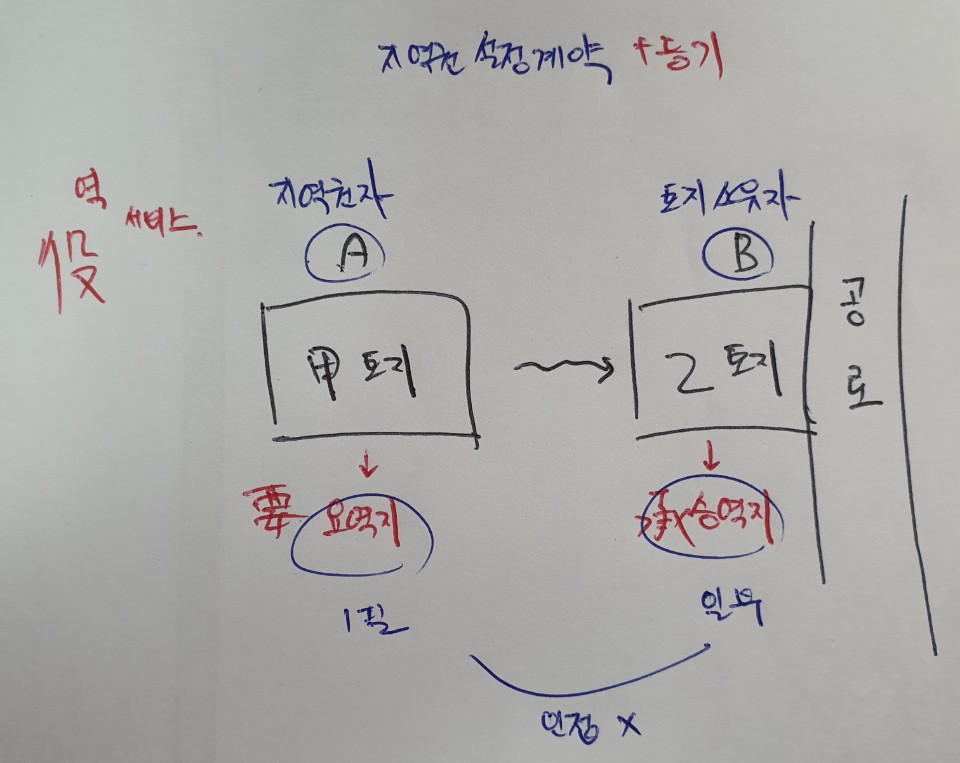 지역권 설정계약 + 등기
역
서비스.
役
지역권자
토지소유자
A
B
甲 토지
乙 토지
공로
要 요역지
承 승역지
1필
일부
인접 X